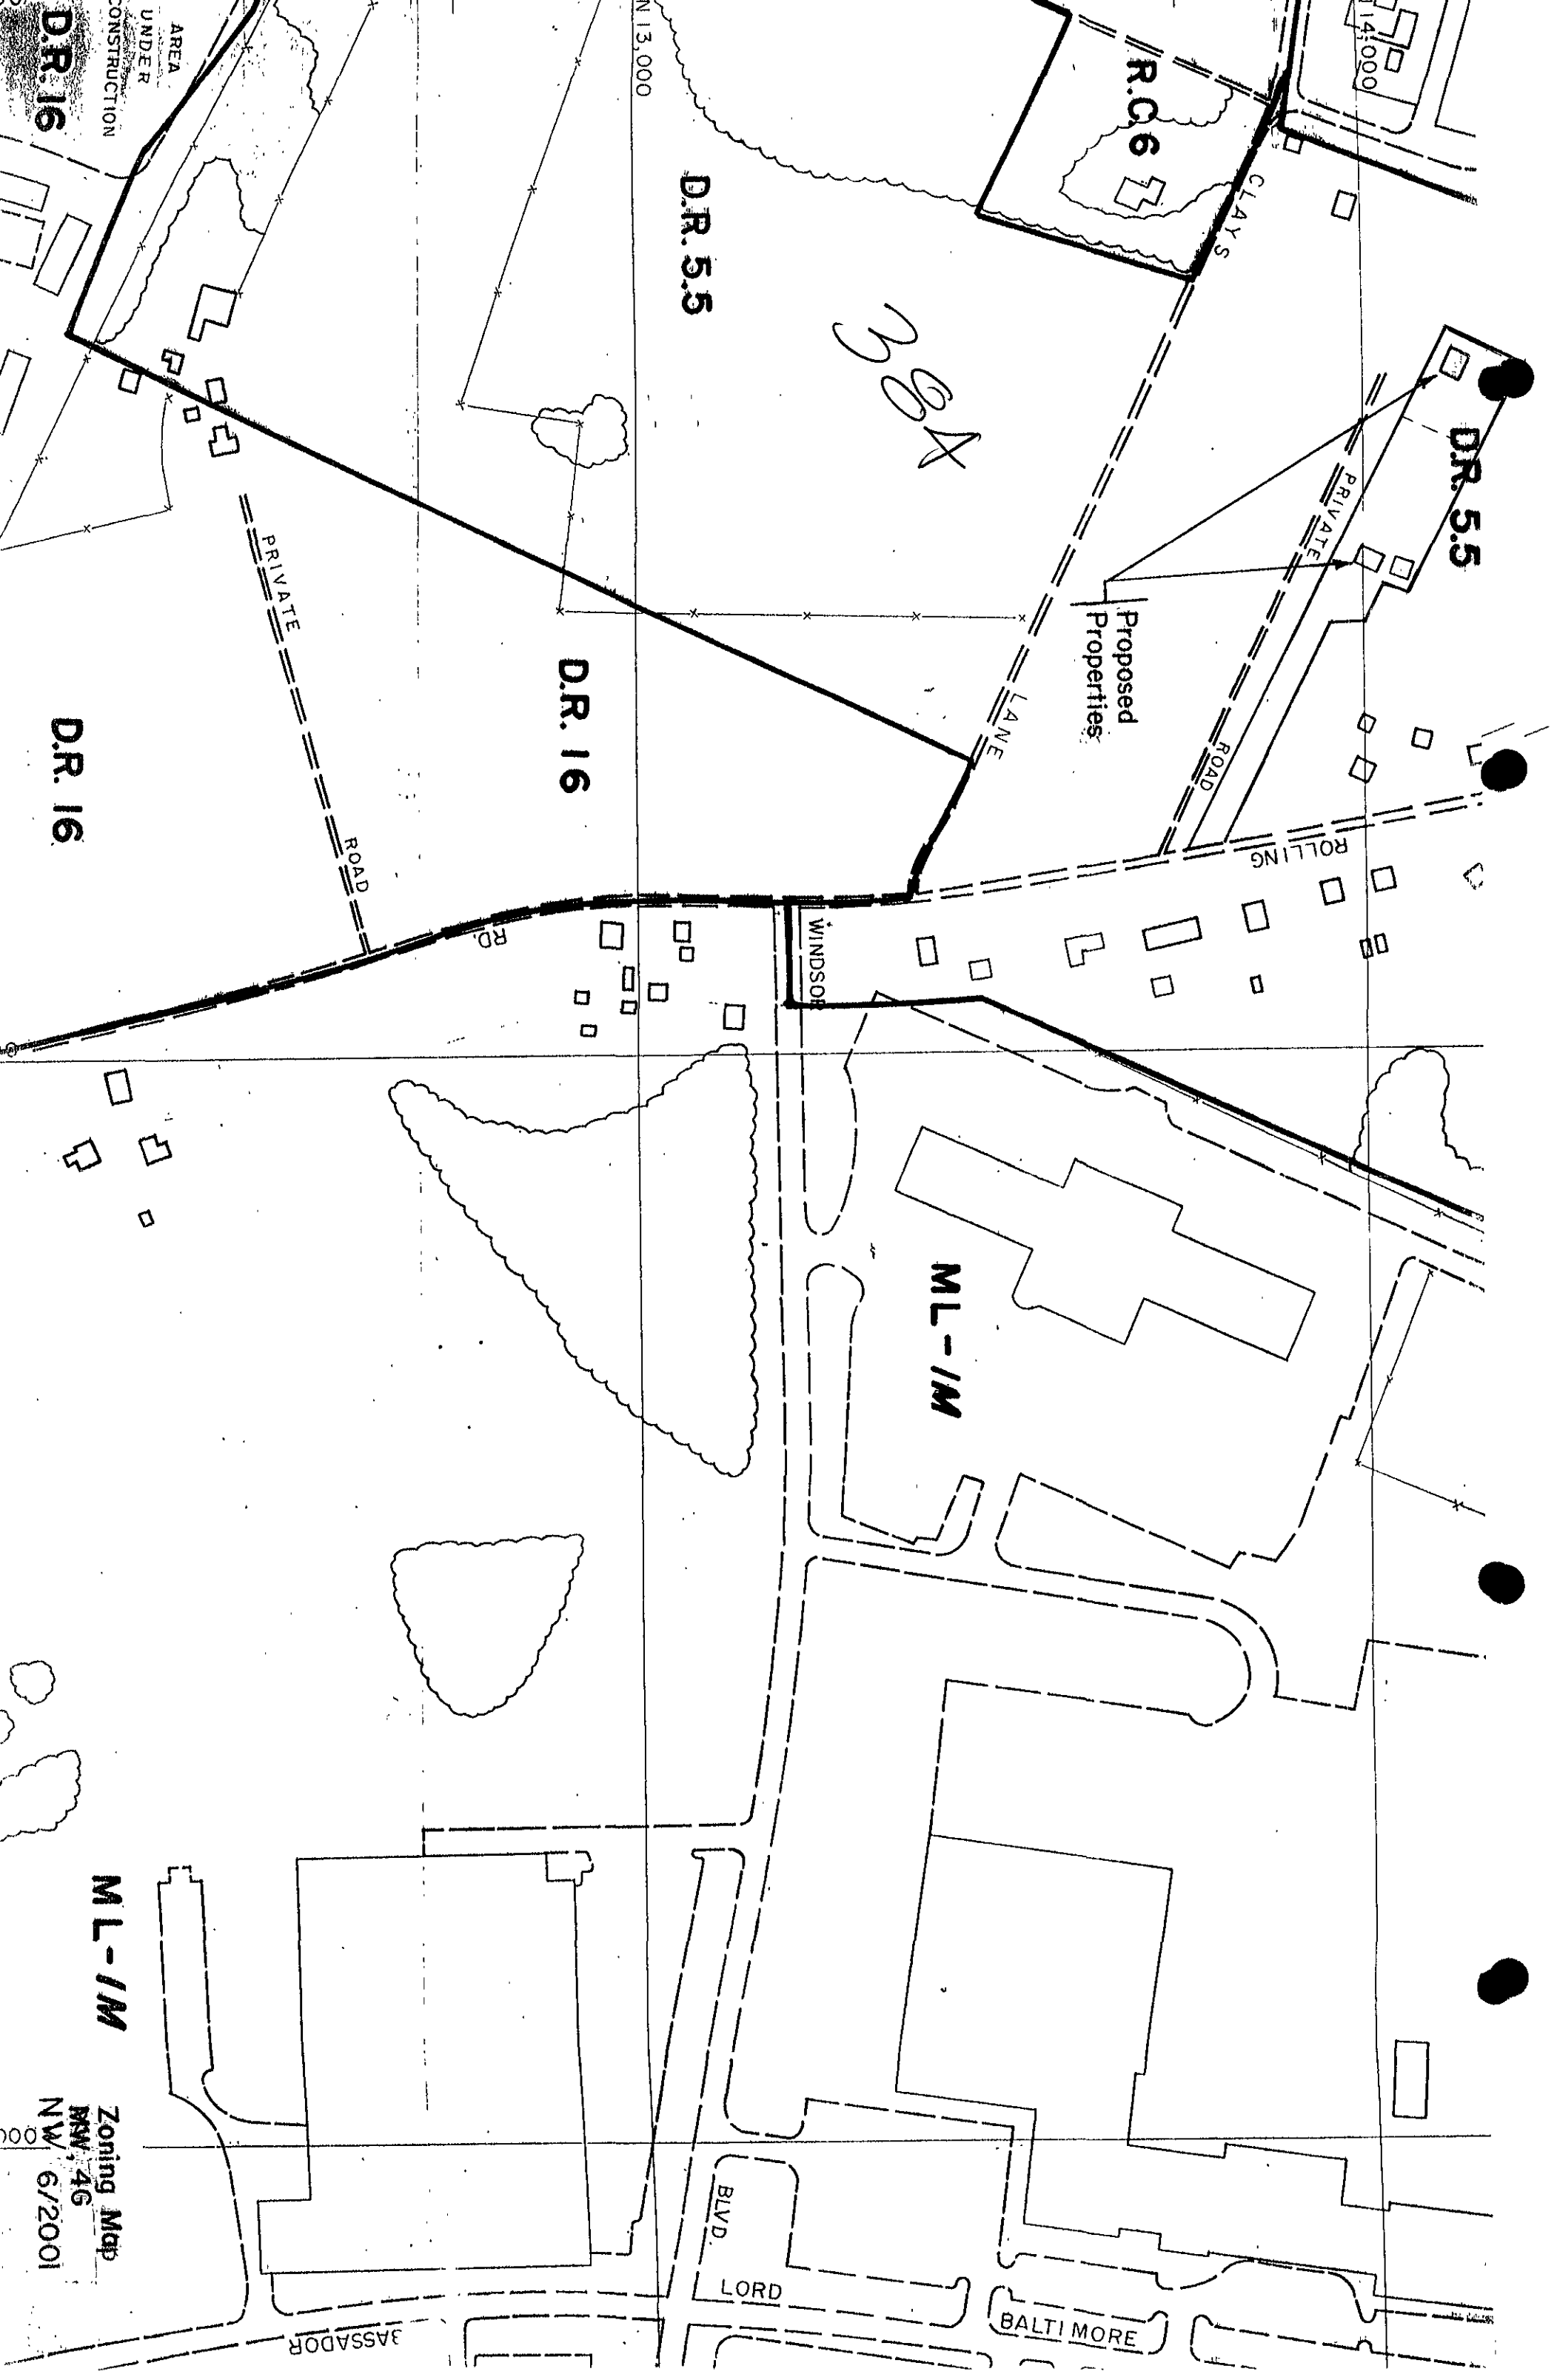 AREA
UNDER
CONSTRUCTION
D.R. 16
N 13,000
14,000
R.C.6
CLAYS
D.R. 5.5
38A
D.R. 5.5
PRIVATE
Proposed
Properties
PRIVATE
D.R. 16
LANE
ROAD
D.R. 16
ROAD
ROLLING
RD.
WINDSOR
ML-IM
ML-IM
Zoning Map
NW, 4G
NW, 6/2001
000
BLVD.
LORD
BALTIMORE
BASSADOR